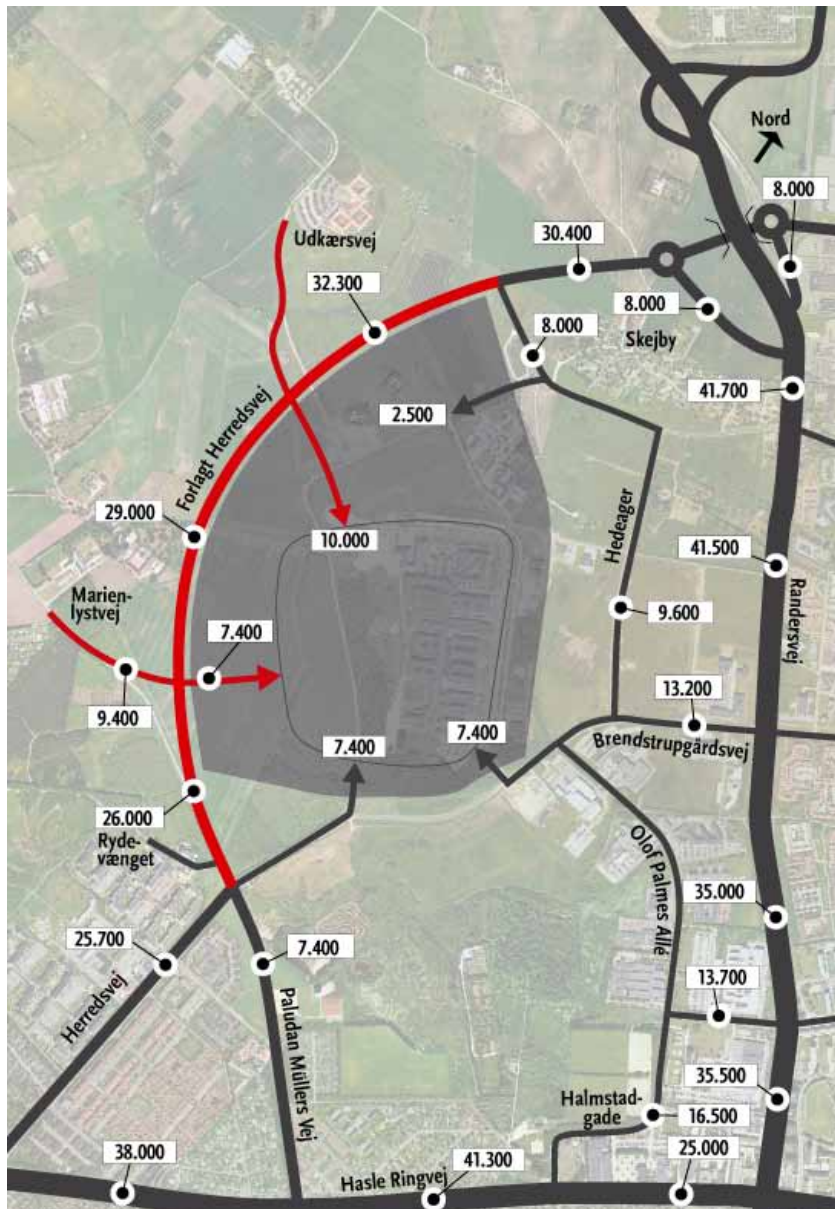 Nord
8.000
Udkærsvej
30.400
32.300
8.000
8.000
Skejby
41.700
2.500
Forlagt Herredsvej
29.000
10.000
Hedeager
41.500
Randersvej
Marien-
lystvej
7.400
9.600
9.400
13.200
7.400
7.400
Brendstrupgårdsvej
26.000
Ryde-
vænget
Olof Palmes Allé
35.000
25.700
7.400
13.700
Herredsvej
Paludan Müllers Vej
35.500
Halmstad-
gade
16.500
38.000
41.300
25.000
Hasle Ringvej